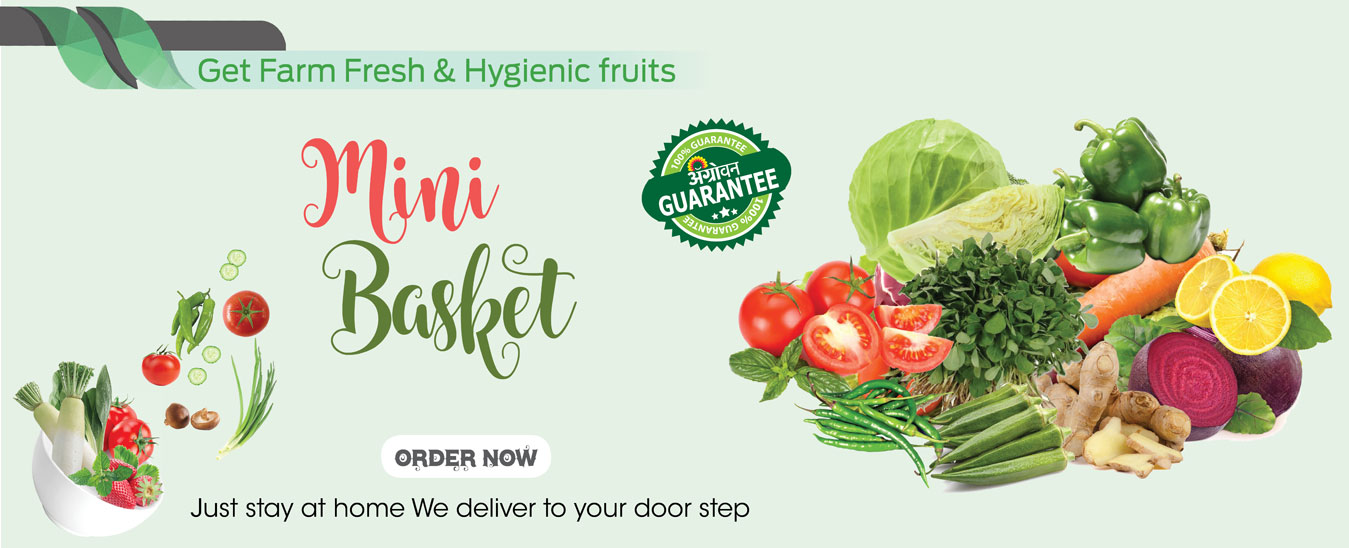 Get Farm Fresh & Hygienic fruits
Mini
Basket
100% GUARANTEE
अ‍ॅग्रोवन
GUARANTEE
100% GUARANTEE
ORDER NOW
Just stay at home We deliver to your door step